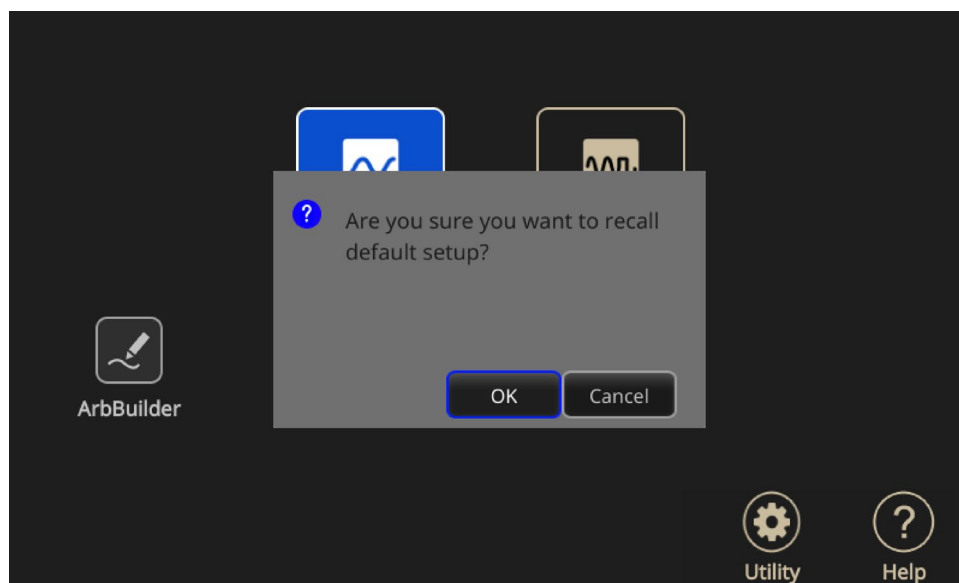 Are you sure you want to recall
default setup?
OK
Cancel
ArbBuilder
Utility
Help